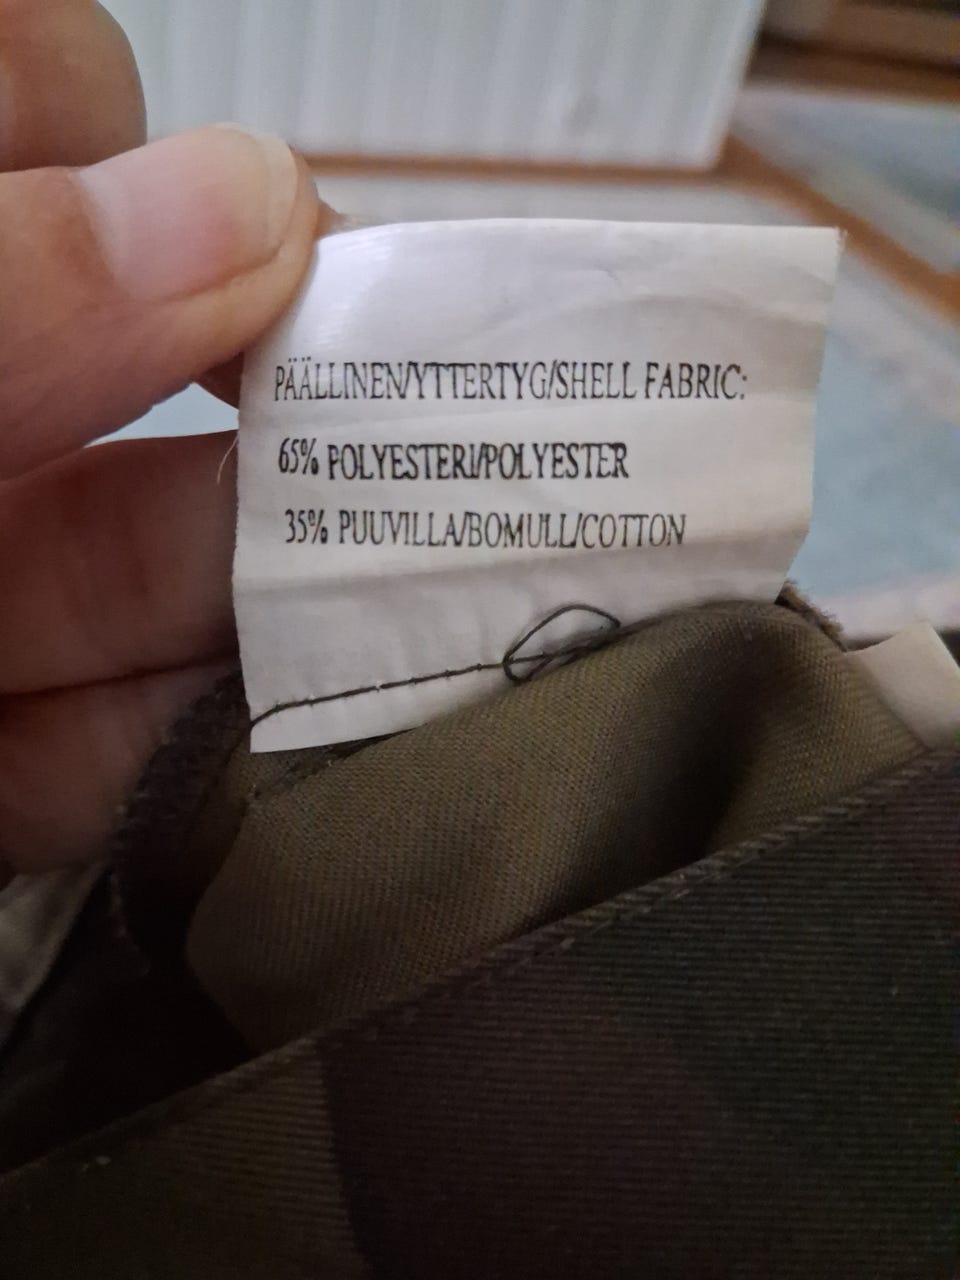 PÄÄLLINEN/YTTERTYG/SHELL FABRIC:
65% POLYESTERI/POLYESTER
35% PUUVILLA/BOMULL/COTTON